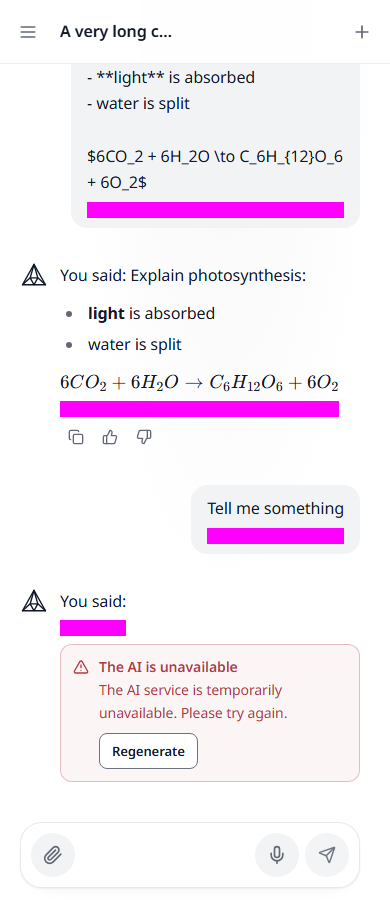 A very long c...
- **light** is absorbed
- water is split
$6CO_2 + 6H_2O \to C_6H_{12}O_6
+ 6O_2$
You said: Explain photosynthesis:
• light is absorbed
• water is split
6CO₂ + 6H₂O → C₆H₁₂O₆ + 6O₂
Tell me something
You said:
The AI is unavailable
The AI service is temporarily
unavailable. Please try again.
Regenerate